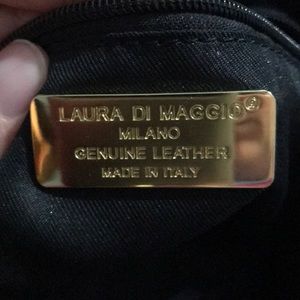 LAURA DI MAGGIO®
MILANO
GENUINE LEATHER
MADE IN ITALY